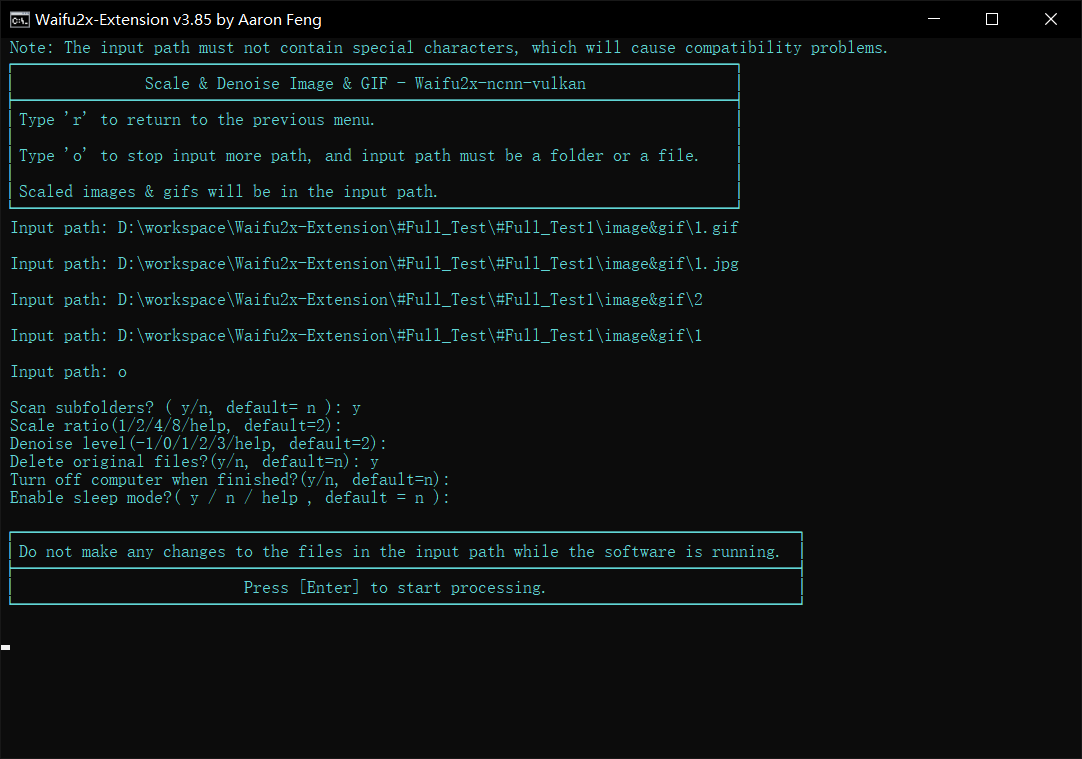 Waifu2x-Extension v3.85 by Aaron Feng
Note: The input path must not contain special characters, which will cause compatibility problems.
Scale & Denoise Image & GIF - Waifu2x-ncnn-vulkan
Type 'r' to return to the previous menu.
Type 'o' to stop input more path, and input path must be a folder or a file.
Scaled images & gifs will be in the input path.
Input path: D:\workspace\Waifu2x-Extension\#Full_Test\#Full_Test1\image&gif\1.gif
Input path: D:\workspace\Waifu2x-Extension\#Full_Test\#Full_Test1\image&gif\1.jpg
Input path: D:\workspace\Waifu2x-Extension\#Full_Test\#Full_Test1\image&gif\2
Input path: D:\workspace\Waifu2x-Extension\#Full_Test\#Full_Test1\image&gif\1
Input path: o
Scan subfolders? ( y/n, default= n ): y
Scale ratio(1/2/4/8/help, default=2):
Denoise level(-1/0/1/2/3/help, default=2):
Delete original files?(y/n, default=n): y
Turn off computer when finished?(y/n, default=n):
Enable sleep mode?( y / n / help , default = n ):
Do not make any changes to the files in the input path while the software is running.
Press [Enter] to start processing.